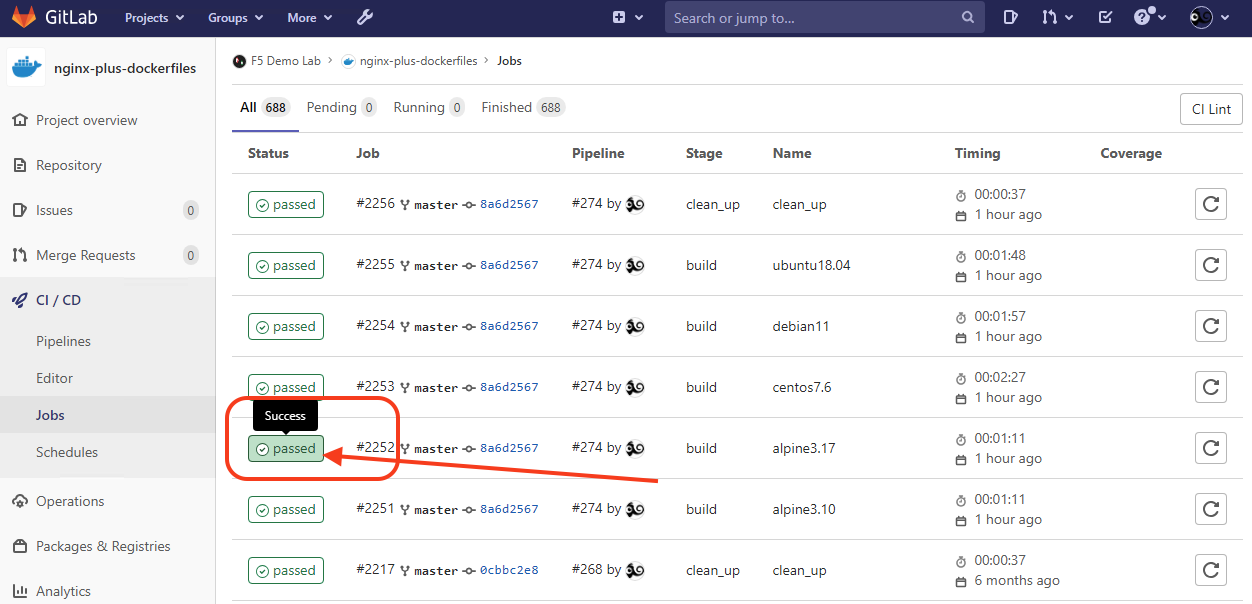 GitLab Projects Groups More Search or jump to...
nginx-plus-dockerfiles
Project overview
Repository
Issues 0
Merge Requests 0
CI / CD
Pipelines
Editor
Jobs
Schedules
Operations
Packages & Registries
Analytics
F5 Demo Lab › nginx-plus-dockerfiles › Jobs
All 688 Pending 0 Running 0 Finished 688 CI Lint
Status Job Pipeline Stage Name Timing Coverage
passed #2256 master 8a6d2567 #274 by clean_up clean_up 00:00:37
1 hour ago
passed #2255 master 8a6d2567 #274 by build ubuntu18.04 00:01:48
1 hour ago
passed #2254 master 8a6d2567 #274 by build debian11 00:01:57
1 hour ago
passed #2253 master 8a6d2567 #274 by build centos7.6 00:02:27
1 hour ago
Success
passed #2252 master 8a6d2567 #274 by build alpine3.17 00:01:11
1 hour ago
passed #2251 master 8a6d2567 #274 by build alpine3.10 00:01:11
1 hour ago
passed #2217 master 0cbbc2e8 #268 by clean_up clean_up 00:00:37
6 months ago